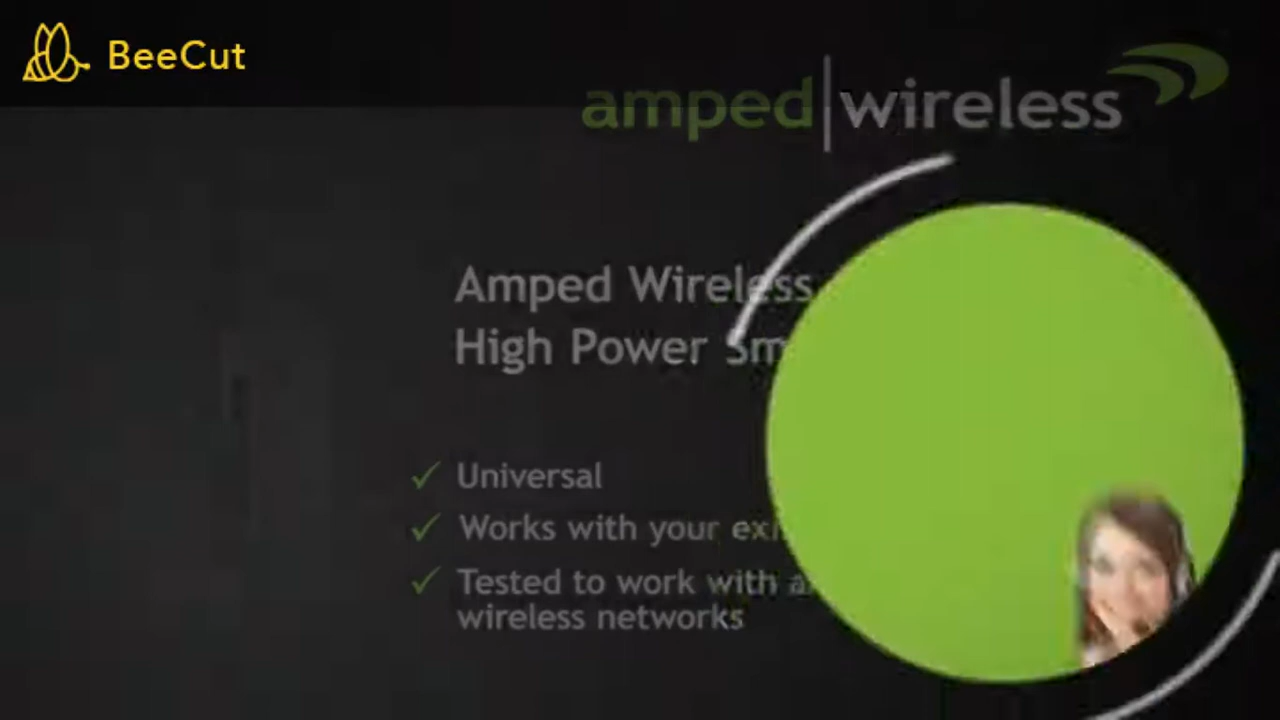 BeeCut
amped|wireless
Amped Wireless
High Power
✓ Universal
✓ Works with your
✓ Tested to work with
wireless networks